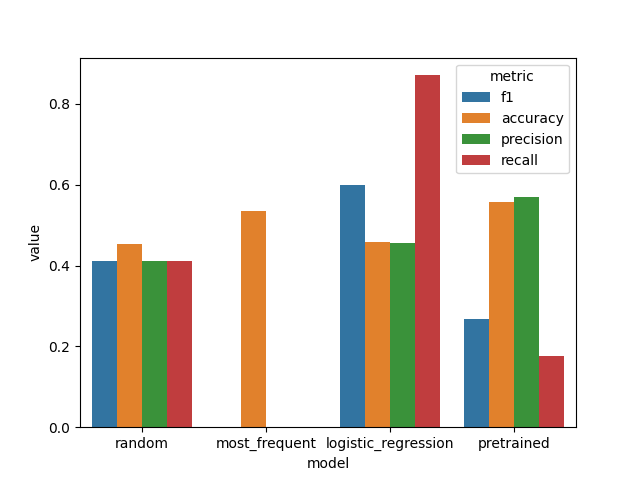 metric
f1
accuracy
precision
recall
value
0.8
0.6
0.4
0.2
0.0
random
most_frequent
logistic_regression
pretrained
model